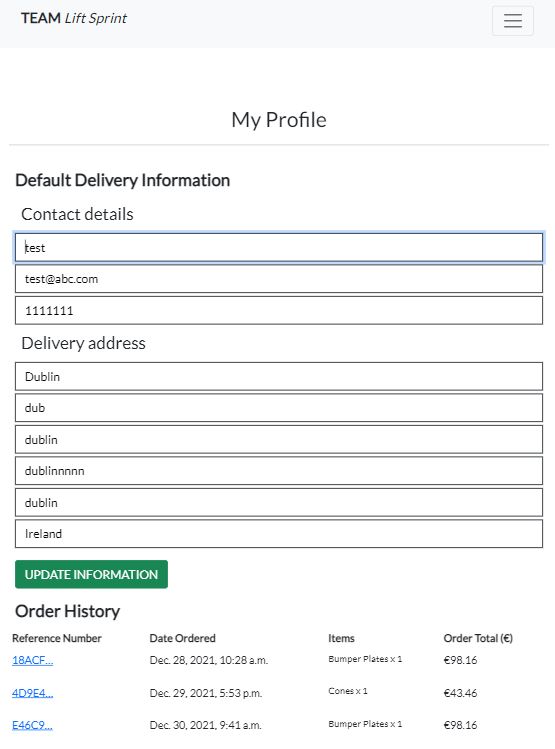 TEAM Lift Sprint
My Profile
Default Delivery Information
Contact details
test
test@abc.com
1111111
Delivery address
Dublin
dub
dublin
dublinnnnn
dublin
Ireland
UPDATE INFORMATION
Order History
Reference Number Date Ordered Items Order Total (€)
18ACF... Dec. 28, 2021, 10:28 a.m. Bumper Plates x 1 €98.16
4D9E4... Dec. 29, 2021, 5:53 p.m. Cones x 1 €43.46
E46C9... Dec. 30, 2021, 9:41 a.m. Bumper Plates x 1 €98.16